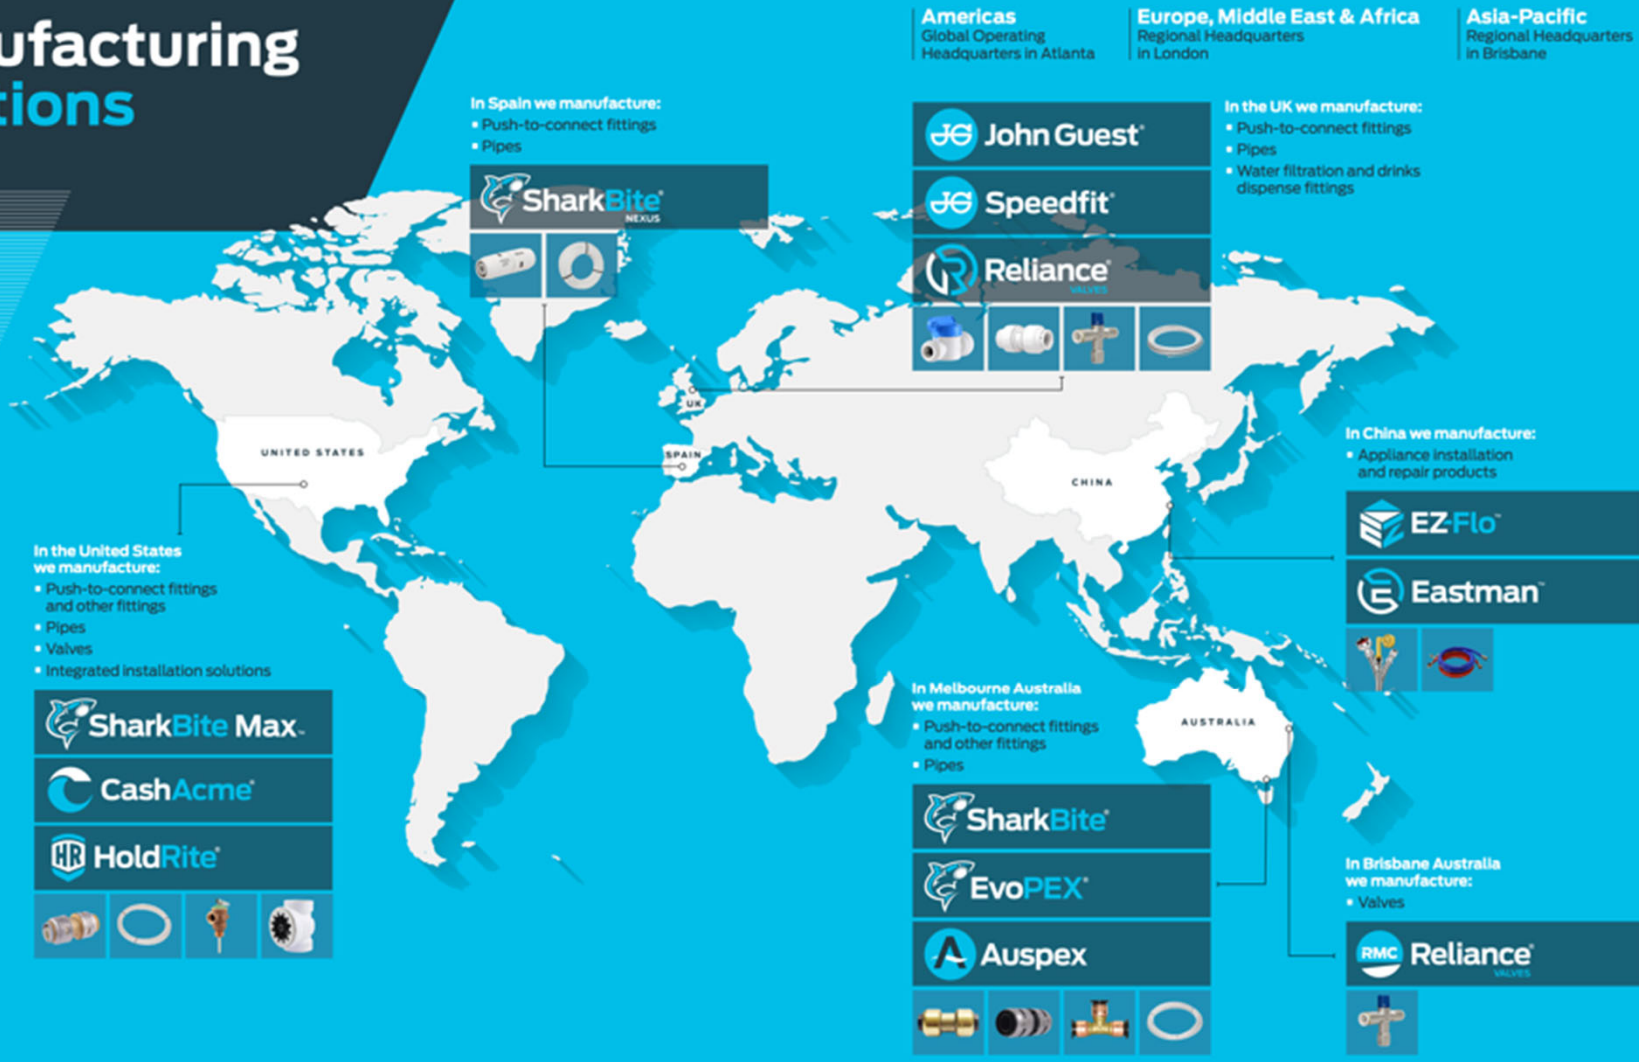 ufacturing
tions
Americas
Global Operating
Headquarters in Atlanta
Europe, Middle East & Africa
Regional Headquarters
in London
Asia-Pacific
Regional Headquarters
in Brisbane
In Spain we manufacture:
▪ Push-to-connect fittings
▪ Pipes
SharkBite®
NEXUS
JG John Guest®
JG Speedfit®
Reliance®
VALVES
In the UK we manufacture:
▪ Push-to-connect fittings
▪ Pipes
▪ Water filtration and drinks
dispense fittings
UNITED STATES
UK
SPAIN
CHINA
AUSTRALIA
In China we manufacture:
▪ Appliance installation
and repair products
EZ-Flo™
Eastman™
In the United States
we manufacture:
▪ Push-to-connect fittings
and other fittings
▪ Pipes
▪ Valves
▪ Integrated installation solutions
SharkBite Max™
CashAcme®
HR HoldRite®
In Melbourne Australia
we manufacture:
▪ Push-to-connect fittings
and other fittings
▪ Pipes
SharkBite®
EvoPEX®
Auspex
In Brisbane Australia
we manufacture:
▪ Valves
RMC Reliance®
VALVES